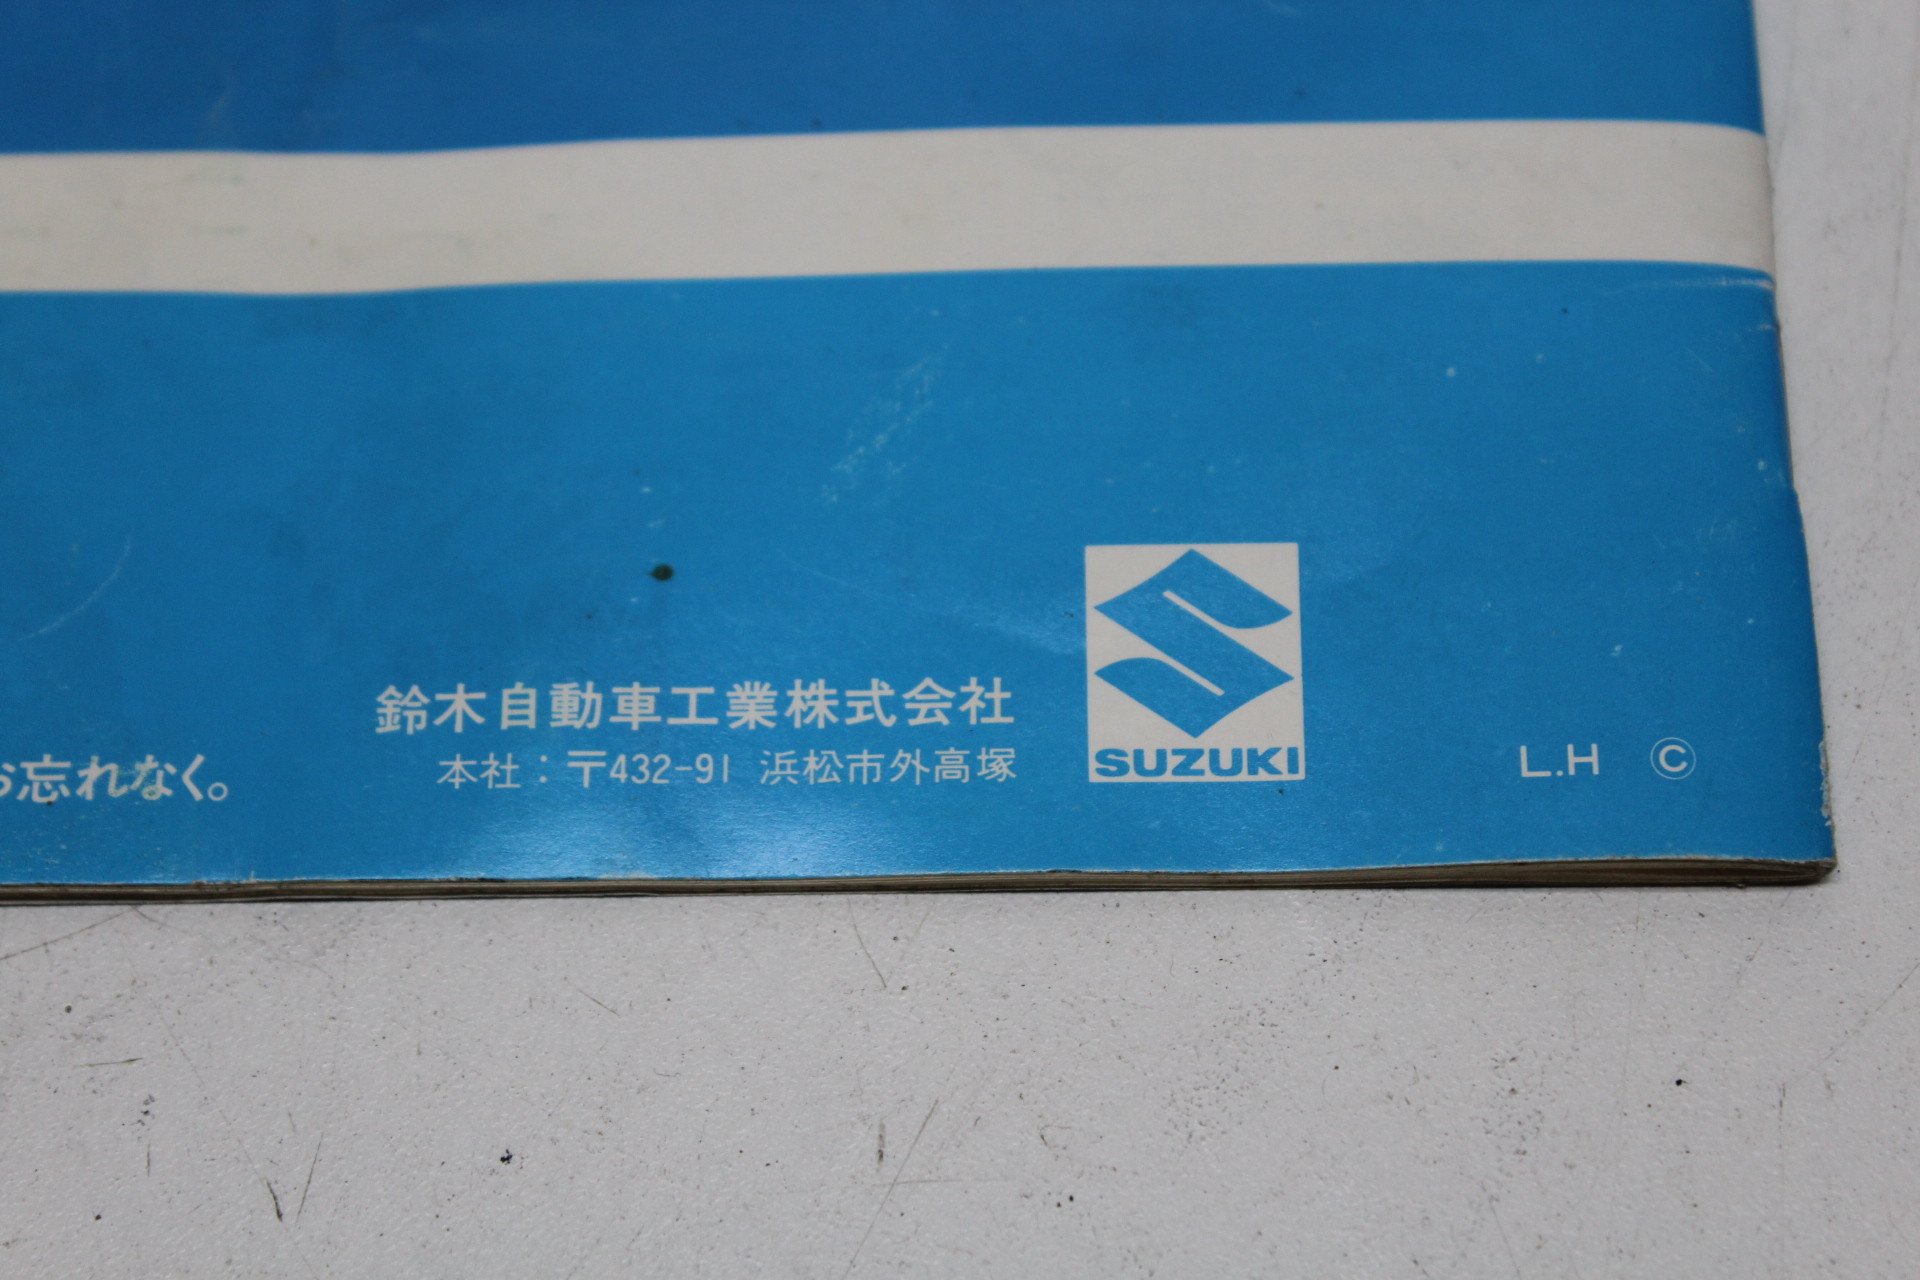 鈴木自動車工業株式会社
本社：〒432-91 浜松市外高塚
お忘れなく。
SUZUKI
L.H ©